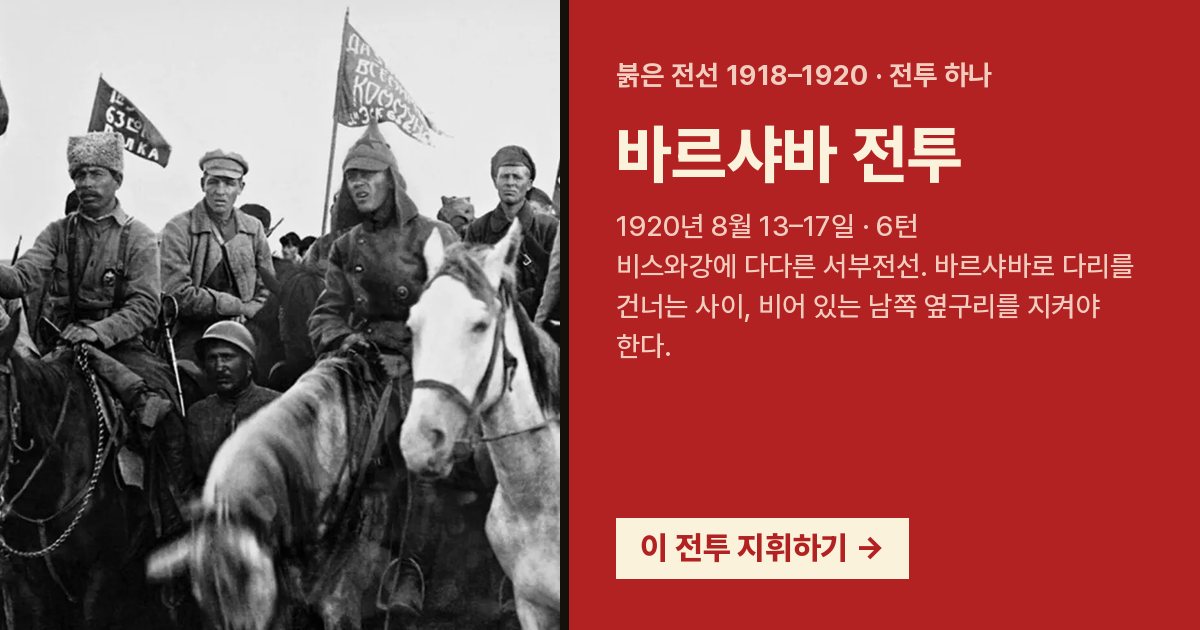 붉은 전선 1918–1920 · 전투 하나
바르샤바 전투
1920년 8월 13–17일 · 6턴
비스와강에 다다른 서부전선. 바르샤바로 다리를
건너는 사이, 비어 있는 남쪽 옆구리를 지켜야
한다.
이 전투 지휘하기 →
63
ПОЛКА
ДА
ВСЕ